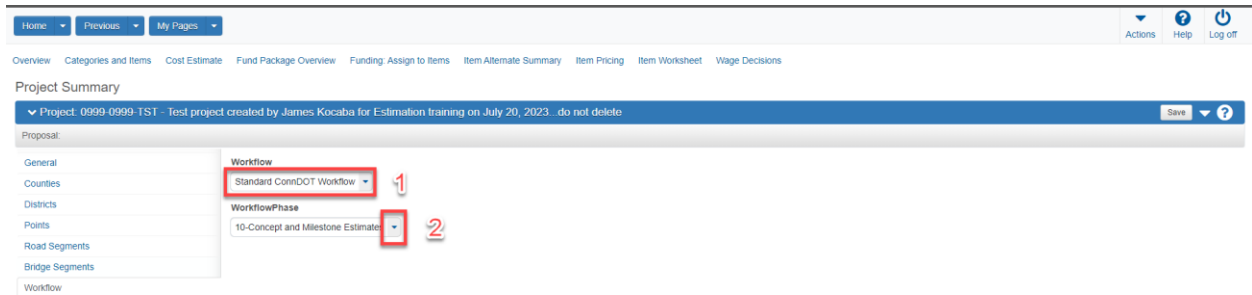 Home Previous My Pages
Actions Help Log off
Overview Categories and Items Cost Estimate Fund Package Overview Funding: Assign to Items Item Alternate Summary Item Pricing Item Worksheet Wage Decisions
Project Summary
Project: 0999-0999-TST - Test project created by James Kocaba for Estimation training on July 20, 2023...do not delete Save ?
Proposal:
General
Counties
Districts
Points
Road Segments
Bridge Segments
Workflow
Workflow
Standard ConnDOT Workflow 1
WorkflowPhase
10-Concept and Milestone Estimates 2